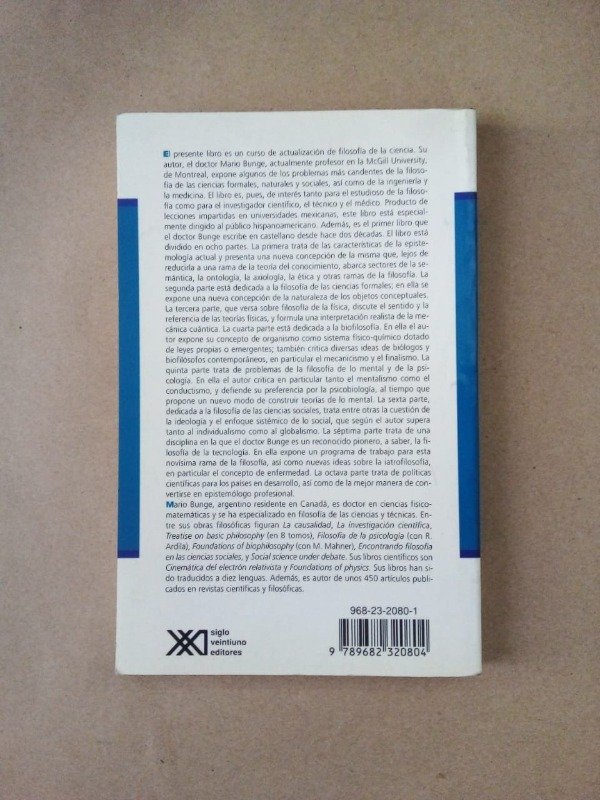 El presente libro es un curso de actualización de filosofía de la ciencia. Su
autor, el doctor Mario Bunge, actualmente profesor en la McGill University,
de Montreal, expone algunos de los problemas más candentes de la filoso-
fía de las ciencias formales, naturales y sociales, así como de la ingeniería y
la medicina. El libro es, pues, de interés tanto para el estudioso de la filoso-
fía como para el investigador científico, el técnico y el médico. Producto de
lecciones impartidas en universidades mexicanas, este libro está especial-
mente dirigido al público hispanoamericano. Además, es el primer libro que
el doctor Bunge escribe en castellano desde hace dos décadas. El libro está
dividido en ocho partes. La primera trata de las características de la episte-
mología actual y presenta una nueva concepción de la misma que, lejos de
reducirla a una rama de la teoría del conocimiento, abarca sectores de la se-
mántica, la ontología, la axiología, la ética y otras ramas de la filosofía. La
segunda parte está dedicada a la filosofía de las ciencias formales; en ella se
expone una nueva concepción de la naturaleza de los objetos conceptuales.
La tercera parte, que versa sobre filosofía de la física, discute el sentido y la
referencia de las teorías físicas, y formula una interpretación realista de la me-
cánica cuántica. La cuarta parte está dedicada a la biofilosofía. En ella el au-
tor expone su concepto de organismo como sistema físico-químico dotado
de leyes propias o emergentes; también critica diversas ideas de biólogos y
biofilósofos contemporáneos, en particular el mecanicismo y el finalismo. La
quinta parte trata de problemas de la filosofía de lo mental y de la psi-
cología. En ella el autor critica en particular tanto el mentalismo como el
conductismo, y defiende su preferencia por la psicobiología, al tiempo que
propone un nuevo modo de construir teorías de lo mental. La sexta parte,
dedicada a la filosofía de las ciencias sociales, trata entre otras la cuestión de
la ideología y el enfoque sistémico de lo social, que según el autor supera
tanto al individualismo como al globalismo. La séptima parte trata de una
disciplina en la que el doctor Bunge es un reconocido pionero, a saber, la fi-
losofía de la tecnología. En ella expone un programa de trabajo para esta
novísima rama de la filosofía, así como nuevas ideas sobre la iatrofilosofía,
en particular el concepto de enfermedad. La octava parte trata de políticas
científicas para los países en desarrollo, así como de la mejor manera de con-
vertirse en epistemólogo profesional.
Mario Bunge, argentino residente en Canadá, es doctor en ciencias físico-
matemáticas y se ha especializado en filosofía de las ciencias y técnicas. En-
tre sus obras filosóficas figuran La causalidad, La investigación científica,
Treatise on basic philosophy (en 8 tomos), Filosofía de la psicología (con R.
Ardila), Foundations of biophilosophy (con M. Mahner), Encontrando filosofía
en las ciencias sociales, y Social science under debate. Sus libros científicos son
Cinemática del electrón relativista y Foundations of physics. Sus libros han si-
do traducidos a diez lenguas. Además, es autor de unos 450 artículos publi-
cados en revistas científicas y filosóficas.
968-23-2080-1
siglo
veintiuno
editores
9 789682 320804